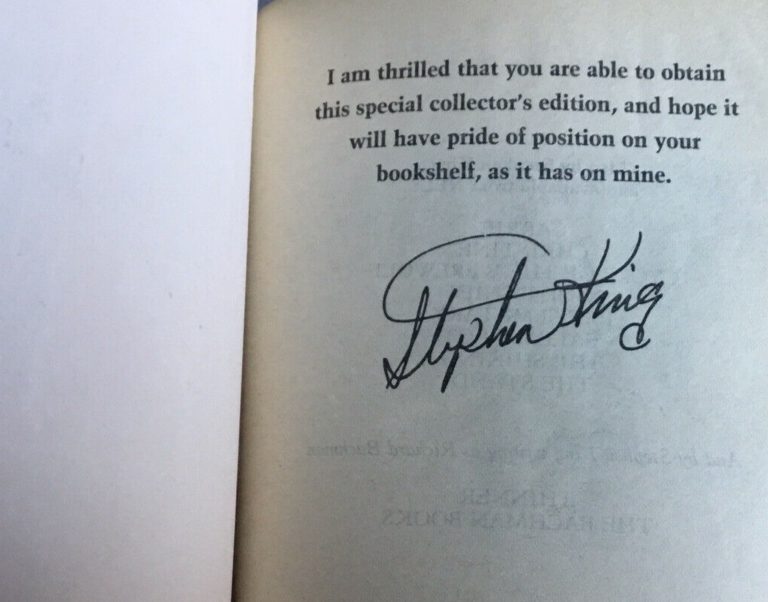 I am thrilled that you are able to obtain
this special collector's edition, and hope it
will have pride of position on your
bookshelf, as it has on mine.
Stephen King